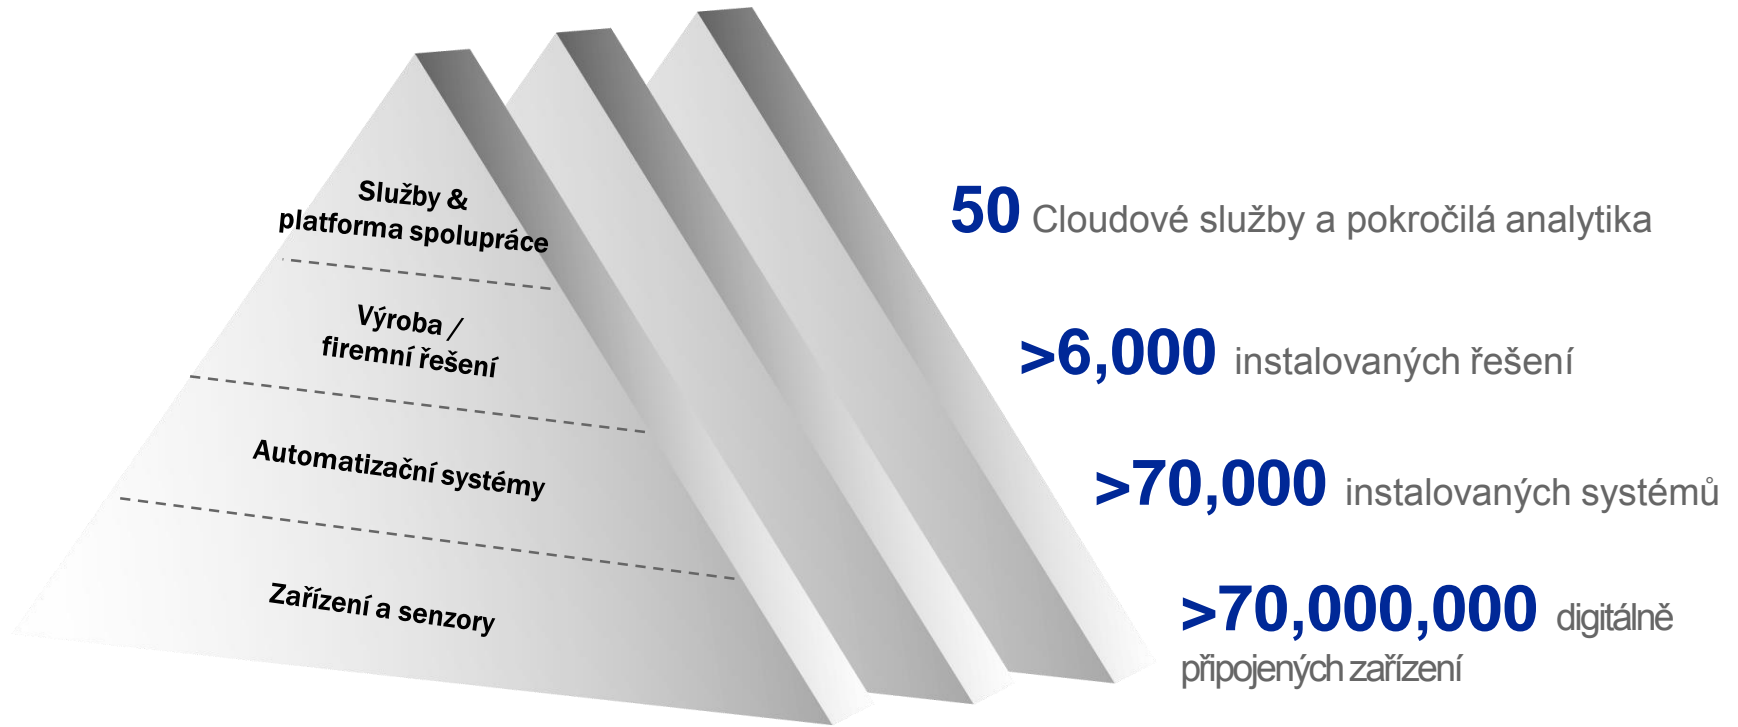 Služby &
platforma spolupráce
Výroba /
firemní řešení
Automatizační systémy
Zařízení a senzory
50 Cloudové služby a pokročilá analytika
>6,000 instalovaných řešení
>70,000 instalovaných systémů
>70,000,000 digitálně
připojených zařízení